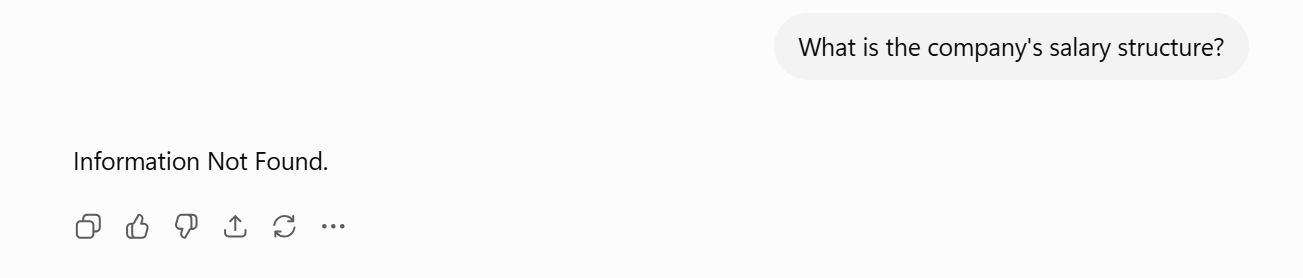 What is the company's salary structure?
Information Not Found.